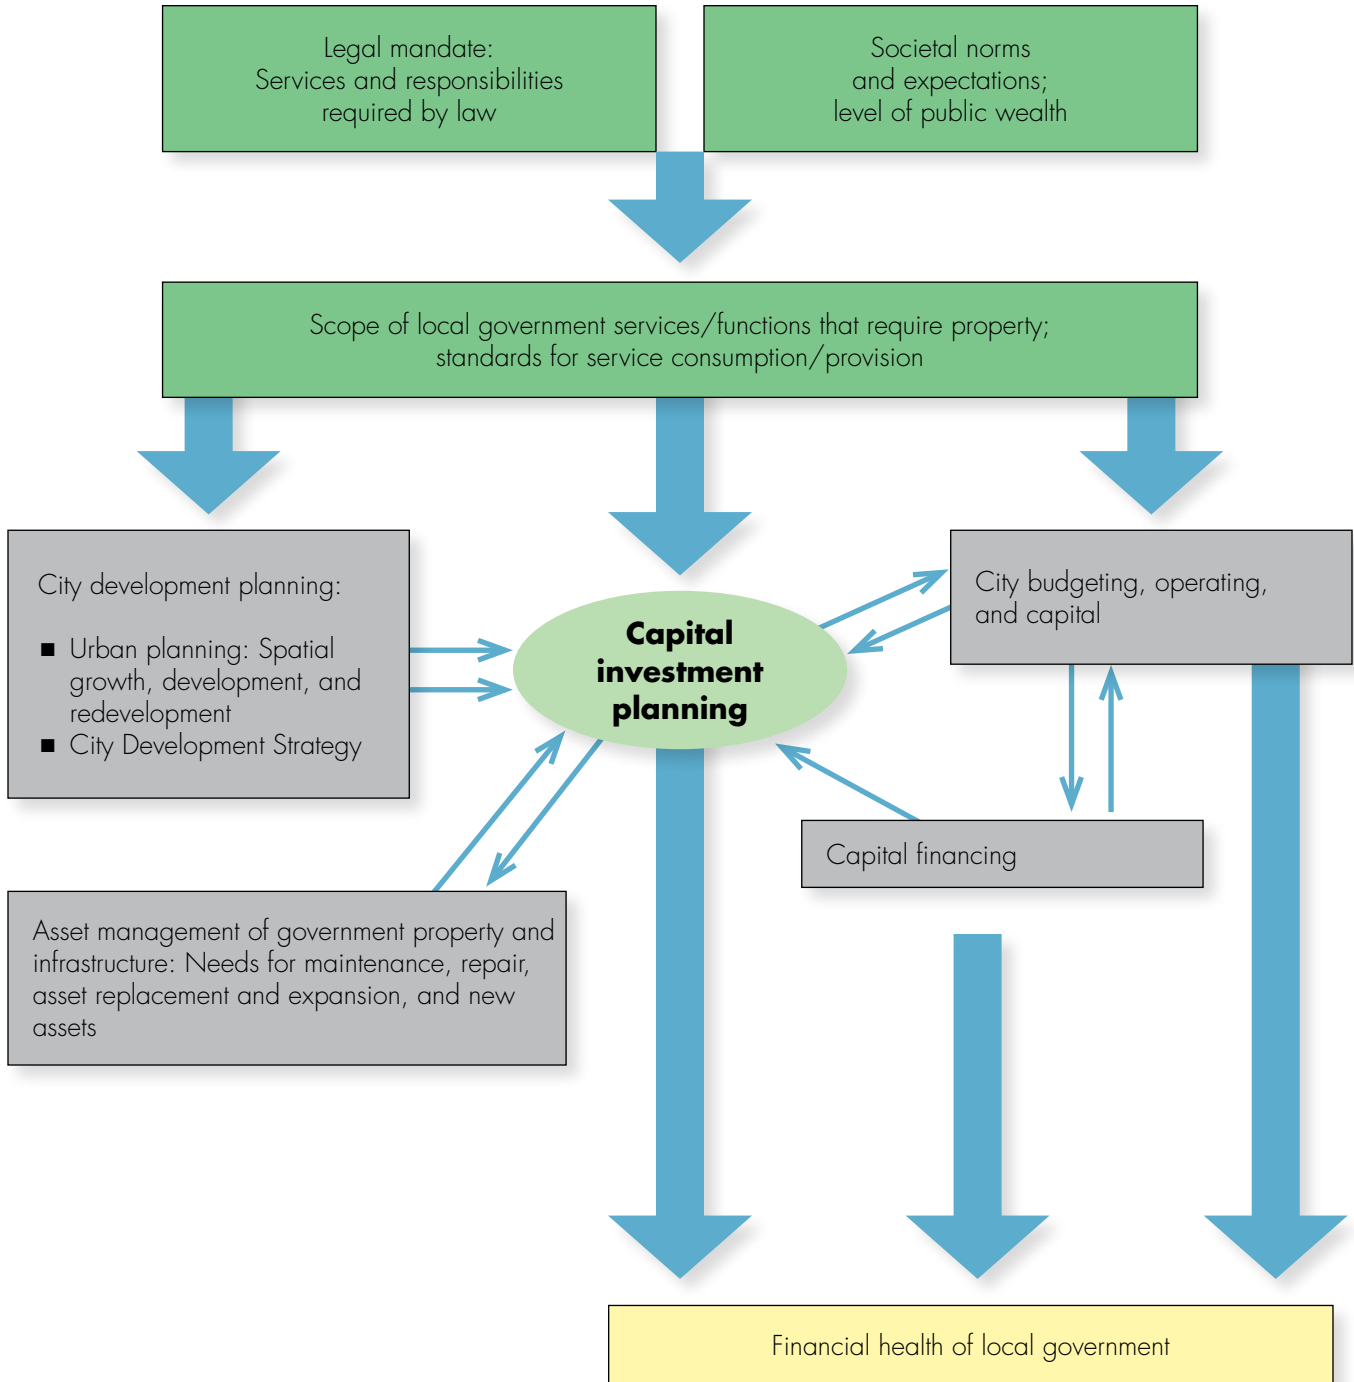 Legal mandate:
Services and responsibilities
required by law
Societal norms
and expectations;
level of public wealth
Scope of local government services/functions that require property;
standards for service consumption/provision
City development planning:
■ Urban planning: Spatial
growth, development, and
redevelopment
■ City Development Strategy
Capital
investment
planning
City budgeting, operating,
and capital
Capital financing
Asset management of government property and
infrastructure: Needs for maintenance, repair,
asset replacement and expansion, and new
assets
Financial health of local government